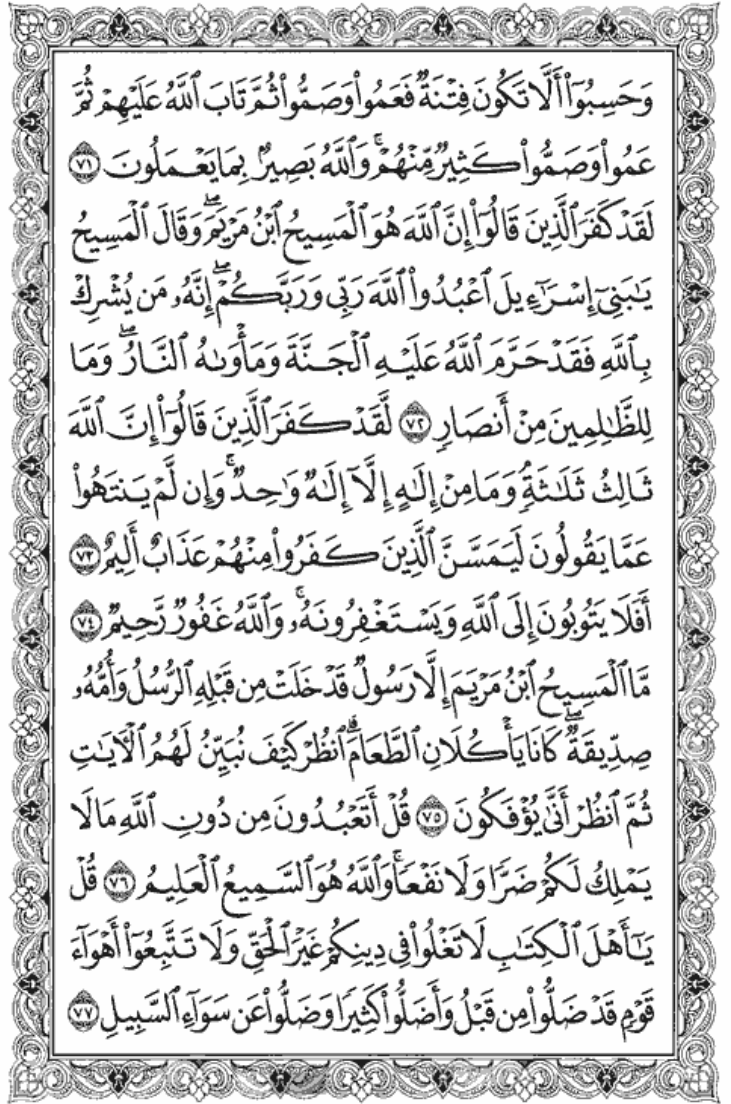 وَحَسِبُوٓا۟ أَلَّا تَكُونَ فِتْنَةٌ فَعَمُوا۟ وَصَمُّوا۟ ثُمَّ تَابَ ٱللَّهُ عَلَيْهِمْ ثُمَّ
عَمُوا۟ وَصَمُّوا۟ كَثِيرٌ مِّنْهُمْ ۚ وَٱللَّهُ بَصِيرٌۢ بِمَا يَعْمَلُونَ ٧١
لَقَدْ كَفَرَ ٱلَّذِينَ قَالُوٓا۟ إِنَّ ٱللَّهَ هُوَ ٱلْمَسِيحُ ٱبْنُ مَرْيَمَ ۖ وَقَالَ ٱلْمَسِيحُ
يَـٰبَنِىٓ إِسْرَٰٓءِيلَ ٱعْبُدُوا۟ ٱللَّهَ رَبِّى وَرَبَّكُمْ ۖ إِنَّهُۥ مَن يُشْرِكْ
بِٱللَّهِ فَقَدْ حَرَّمَ ٱللَّهُ عَلَيْهِ ٱلْجَنَّةَ وَمَأْوَىٰهُ ٱلنَّارُ ۖ وَمَا
لِلظَّـٰلِمِينَ مِنْ أَنصَارٍ ٧٢ لَّقَدْ كَفَرَ ٱلَّذِينَ قَالُوٓا۟ إِنَّ ٱللَّهَ
ثَالِثُ ثَلَـٰثَةٍ ۘ وَمَا مِنْ إِلَـٰهٍ إِلَّآ إِلَـٰهٌ وَٰحِدٌ ۚ وَإِن لَّمْ يَنتَهُوا۟
عَمَّا يَقُولُونَ لَيَمَسَّنَّ ٱلَّذِينَ كَفَرُوا۟ مِنْهُمْ عَذَابٌ أَلِيمٌ ٧٣
أَفَلَا يَتُوبُونَ إِلَى ٱللَّهِ وَيَسْتَغْفِرُونَهُۥ ۚ وَٱللَّهُ غَفُورٌ رَّحِيمٌ ٧٤
مَّا ٱلْمَسِيحُ ٱبْنُ مَرْيَمَ إِلَّا رَسُولٌ قَدْ خَلَتْ مِن قَبْلِهِ ٱلرُّسُلُ وَأُمُّهُۥ
صِدِّيقَةٌ ۖ كَانَا يَأْكُلَانِ ٱلطَّعَامَ ۗ ٱنظُرْ كَيْفَ نُبَيِّنُ لَهُمُ ٱلْـَٔايَـٰتِ
ثُمَّ ٱنظُرْ أَنَّىٰ يُؤْفَكُونَ ٧٥ قُلْ أَتَعْبُدُونَ مِن دُونِ ٱللَّهِ مَا لَا
يَمْلِكُ لَكُمْ ضَرًّا وَلَا نَفْعًا ۚ وَٱللَّهُ هُوَ ٱلسَّمِيعُ ٱلْعَلِيمُ ٧٦ قُلْ
يَـٰٓأَهْلَ ٱلْكِتَـٰبِ لَا تَغْلُوا۟ فِى دِينِكُمْ غَيْرَ ٱلْحَقِّ وَلَا تَتَّبِعُوٓا۟ أَهْوَآءَ
قَوْمٍ قَدْ ضَلُّوا۟ مِن قَبْلُ وَأَضَلُّوا۟ كَثِيرًا وَضَلُّوا۟ عَن سَوَآءِ ٱلسَّبِيلِ ٧٧